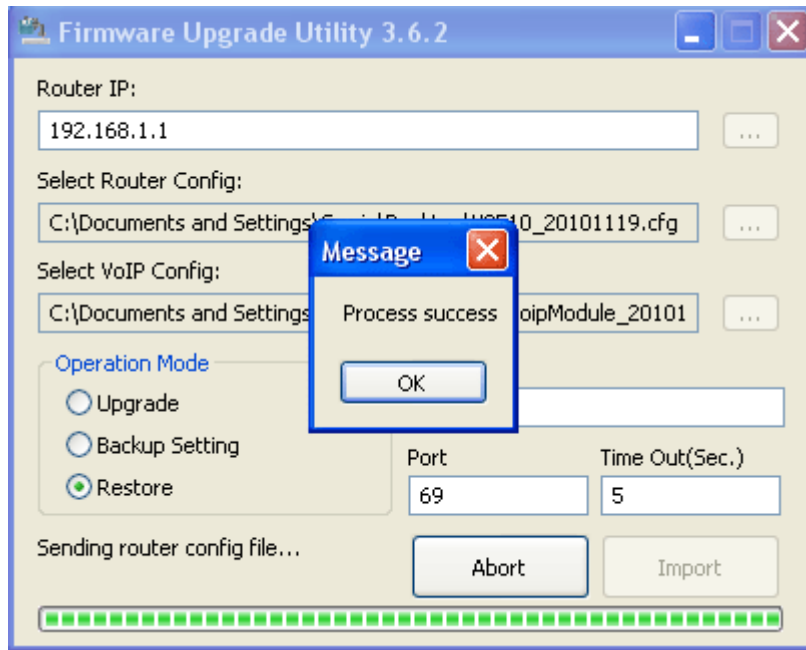 Firmware Upgrade Utility 3.6.2
Router IP:
192.168.1.1
...
Select Router Config:
C:\Documents and Settings 0_20101119.cfg
...
Message
Select VoIP Config:
C:\Documents and Settings oipModule_20101
...
Process success
OK
Operation Mode
Upgrade
Backup Setting
Restore
Port
Time Out(Sec.)
69
5
Sending router config file...
Abort
Import